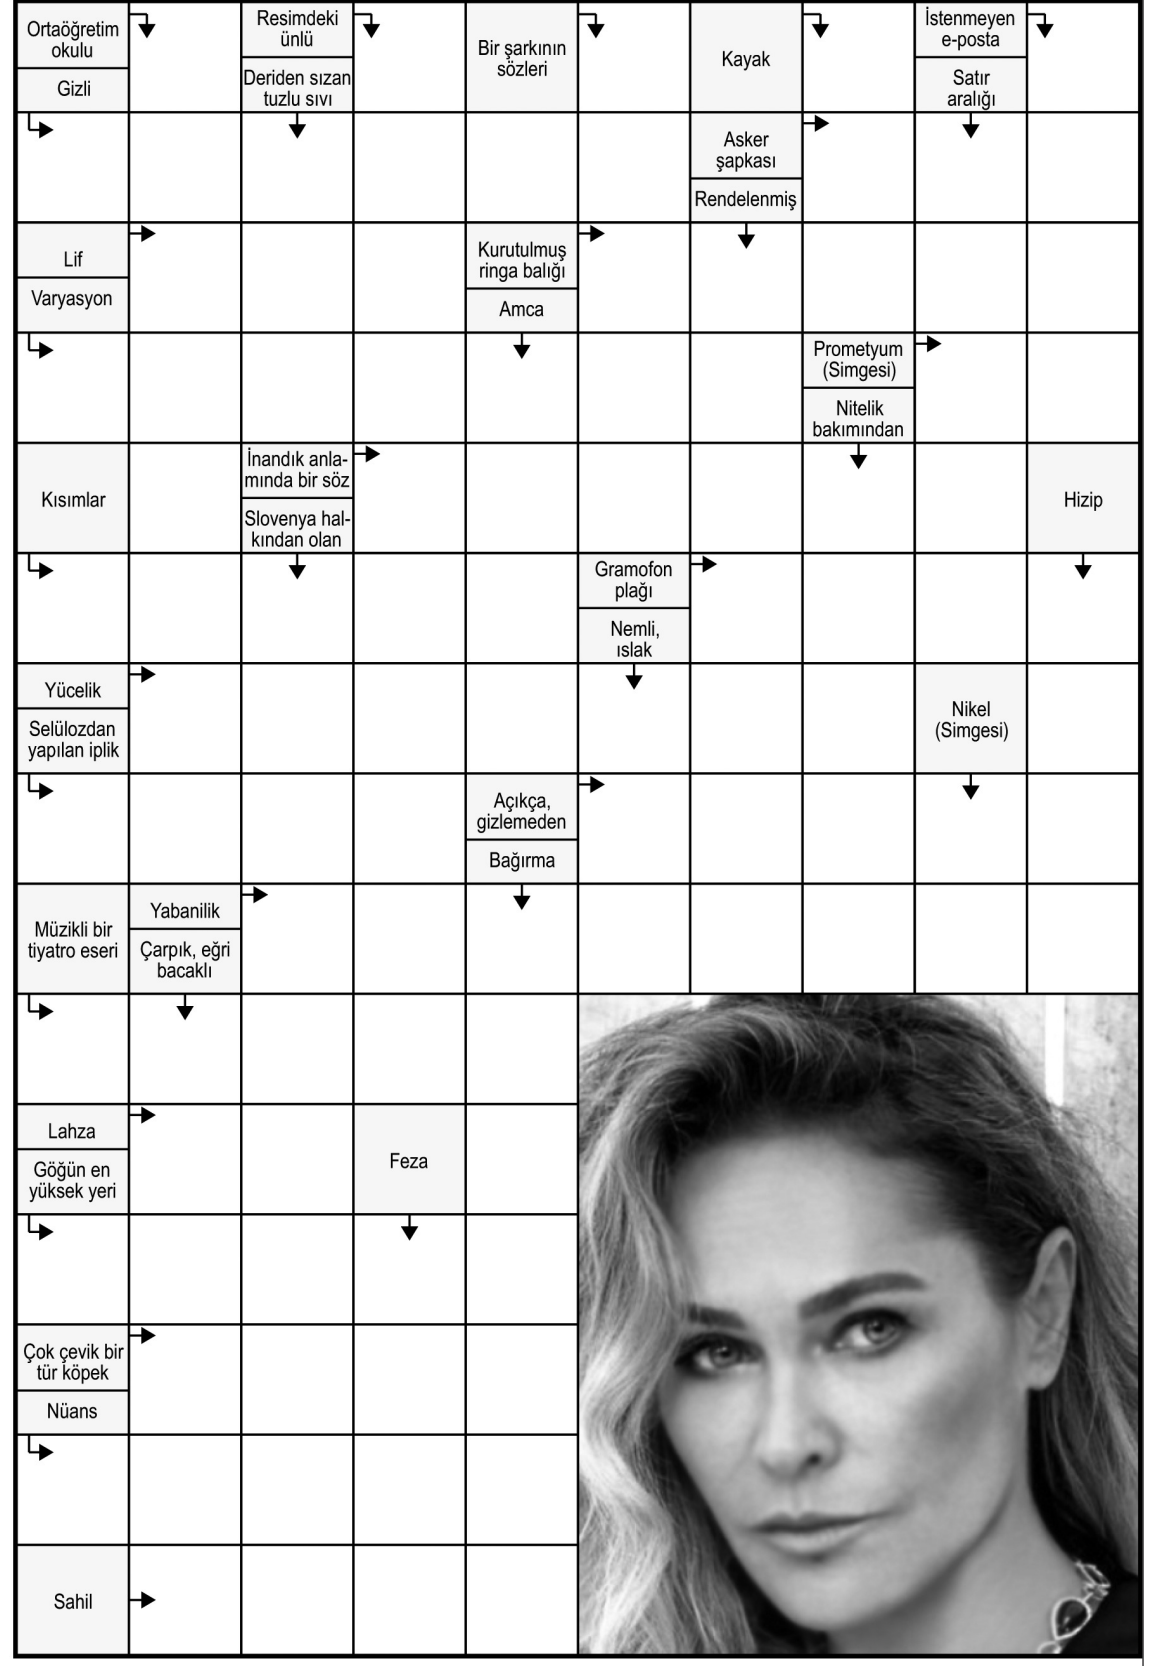 Ortaöğretim
okulu
Gizli
Resimdeki
ünlü
Deriden sızan
tuzlu sıvı
Bir şarkının
sözleri
Kayak
İstenmeyen
e-posta
Satır
aralığı
Asker
şapkası
Rendelenmiş
Lif
Varyasyon
Kurutulmuş
ringa balığı
Amca
Prometyum
(Simgesi)
Nitelik
bakımından
Kısımlar
İnandık anla-
mında bir söz
Slovenya hal-
kından olan
Hizip
Gramofon
plağı
Nemli,
ıslak
Yücelik
Selülozdan
yapılan iplik
Nikel
(Simgesi)
Açıkça,
gizlemeden
Bağırma
Müzikli bir
tiyatro eseri
Yabanilik
Çarpık, eğri
bacaklı
Lahza
Göğün en
yüksek yeri
Feza
Çok çevik bir
tür köpek
Nüans
Sahil